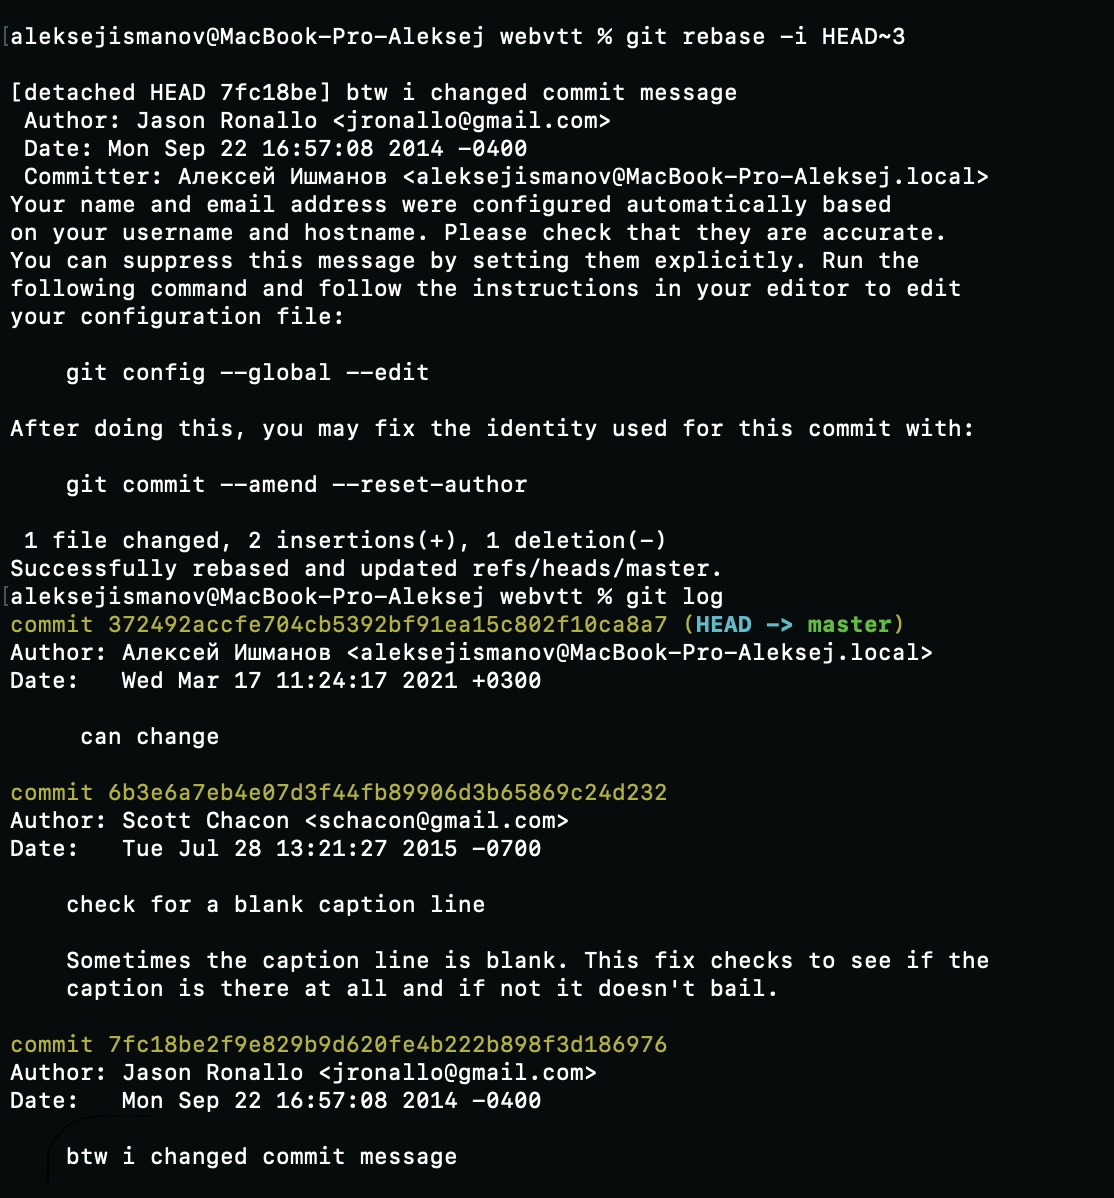 [aleksejismanov@MacBook-Pro-Aleksej webvtt % git rebase -i HEAD~3
[detached HEAD 7fc18be] btw i changed commit message
Author: Jason Ronallo <jronallo@gmail.com>
Date: Mon Sep 22 16:57:08 2014 -0400
Committer: Алексей Ишманов <aleksejismanov@MacBook-Pro-Aleksej.local>
Your name and email address were configured automatically based
on your username and hostname. Please check that they are accurate.
You can suppress this message by setting them explicitly. Run the
following command and follow the instructions in your editor to edit
your configuration file:
git config --global --edit
After doing this, you may fix the identity used for this commit with:
git commit --amend --reset-author
1 file changed, 2 insertions(+), 1 deletion(-)
Successfully rebased and updated refs/heads/master.
[aleksejismanov@MacBook-Pro-Aleksej webvtt % git log
commit 372492accfe704cb5392bf91ea15c802f10ca8a7 (HEAD -> master)
Author: Алексей Ишманов <aleksejismanov@MacBook-Pro-Aleksej.local>
Date:   Wed Mar 17 11:24:17 2021 +0300
can change
commit 6b3e6a7eb4e07d3f44fb89906d3b65869c24d232
Author: Scott Chacon <schacon@gmail.com>
Date:   Tue Jul 28 13:21:27 2015 -0700
check for a blank caption line
Sometimes the caption line is blank. This fix checks to see if the
caption is there at all and if not it doesn't bail.
commit 7fc18be2f9e829b9d620fe4b222b898f3d186976
Author: Jason Ronallo <jronallo@gmail.com>
Date:   Mon Sep 22 16:57:08 2014 -0400
btw i changed commit message